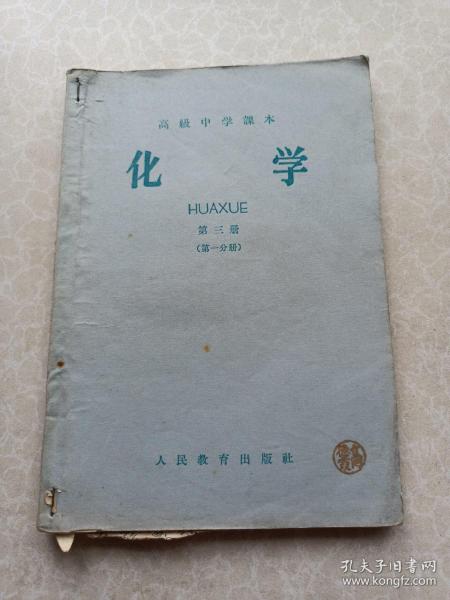 高級中学課本
化学
HUAXUE
第三册
(第一分册)
人民教育出版社
孔夫子旧书网
www.kongfz.com